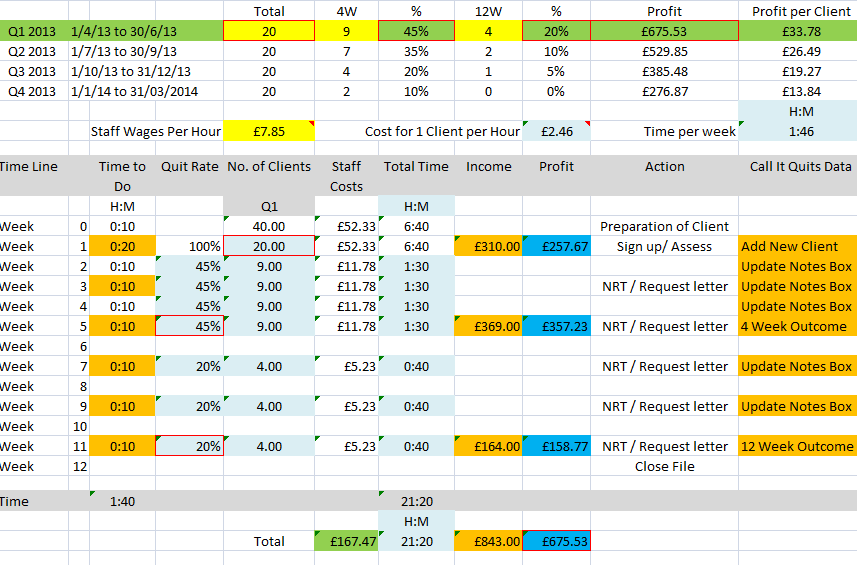 Total 4W % 12W % Profit Profit per Client
Q1 2013 1/4/13 to 30/6/13 20 9 45% 4 20% £675.53 £33.78
Q2 2013 1/7/13 to 30/9/13 20 7 35% 2 10% £529.85 £26.49
Q3 2013 1/10/13 to 31/12/13 20 4 20% 1 5% £385.48 £19.27
Q4 2013 1/1/14 to 31/03/2014 20 2 10% 0 0% £276.87 £13.84
H:M
Staff Wages Per Hour £7.85 Cost for 1 Client per Hour £2.46 Time per week 1:46
Time Line Time to Do Quit Rate No. of Clients Staff Costs Total Time Income Profit Action Call It Quits Data
H:M Q1 H:M
Week 0 0:10 40.00 £52.33 6:40 Preparation of Client
Week 1 0:20 100% 20.00 £52.33 6:40 £310.00 £257.67 Sign up/ Assess Add New Client
Week 2 0:10 45% 9.00 £11.78 1:30 Update Notes Box
Week 3 0:10 45% 9.00 £11.78 1:30 NRT / Request letter Update Notes Box
Week 4 0:10 45% 9.00 £11.78 1:30 Update Notes Box
Week 5 0:10 45% 9.00 £11.78 1:30 £369.00 £357.23 NRT / Request letter 4 Week Outcome
Week 6
Week 7 0:10 20% 4.00 £5.23 0:40 NRT / Request letter Update Notes Box
Week 8
Week 9 0:10 20% 4.00 £5.23 0:40 NRT / Request letter Update Notes Box
Week 10
Week 11 0:10 20% 4.00 £5.23 0:40 £164.00 £158.77 NRT / Request letter 12 Week Outcome
Week 12 Close File
Time 1:40 21:20
H:M
Total £167.47 21:20 £843.00 £675.53